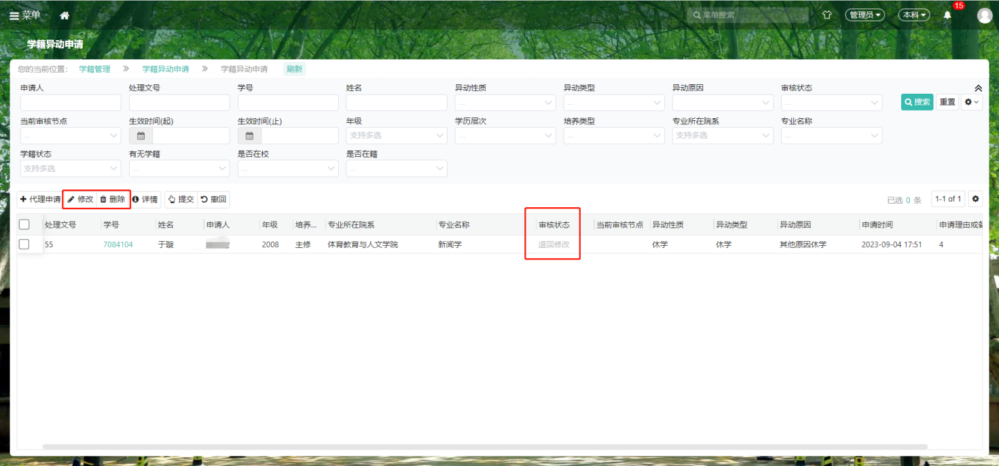 菜单 菜单搜索 管理员 本科 15
学籍异动申请
您的当前位置： 学籍管理 » 学籍异动申请 » 学籍异动申请 刷新
申请人 处理文号 学号 姓名 异动性质 异动类型 异动原因 审核状态
... ... ... 搜索 重置
当前审核节点 生效时间(起) 生效时间(止) 年级 学历层次 培养类型 专业所在院系 专业名称
... 支持多选 ... ... 支持多选 ...
学籍状态 有无学籍 是否在校 是否在籍
支持多选 ... ... ...
代理申请 修改 删除 详情 提交 撤回 已选 0 条 1-1 of 1
处理文号 学号 姓名 申请人 年级 培养... 专业所在院系 专业名称 审核状态 当前审核节点 异动性质 异动类型 异动原因 申请时间 申请理由或
55 7084104 于璇 2008 主修 体育教育与人文学院 新闻学 退回修改 休学 休学 其他原因休学 2023-09-04 17:51 4